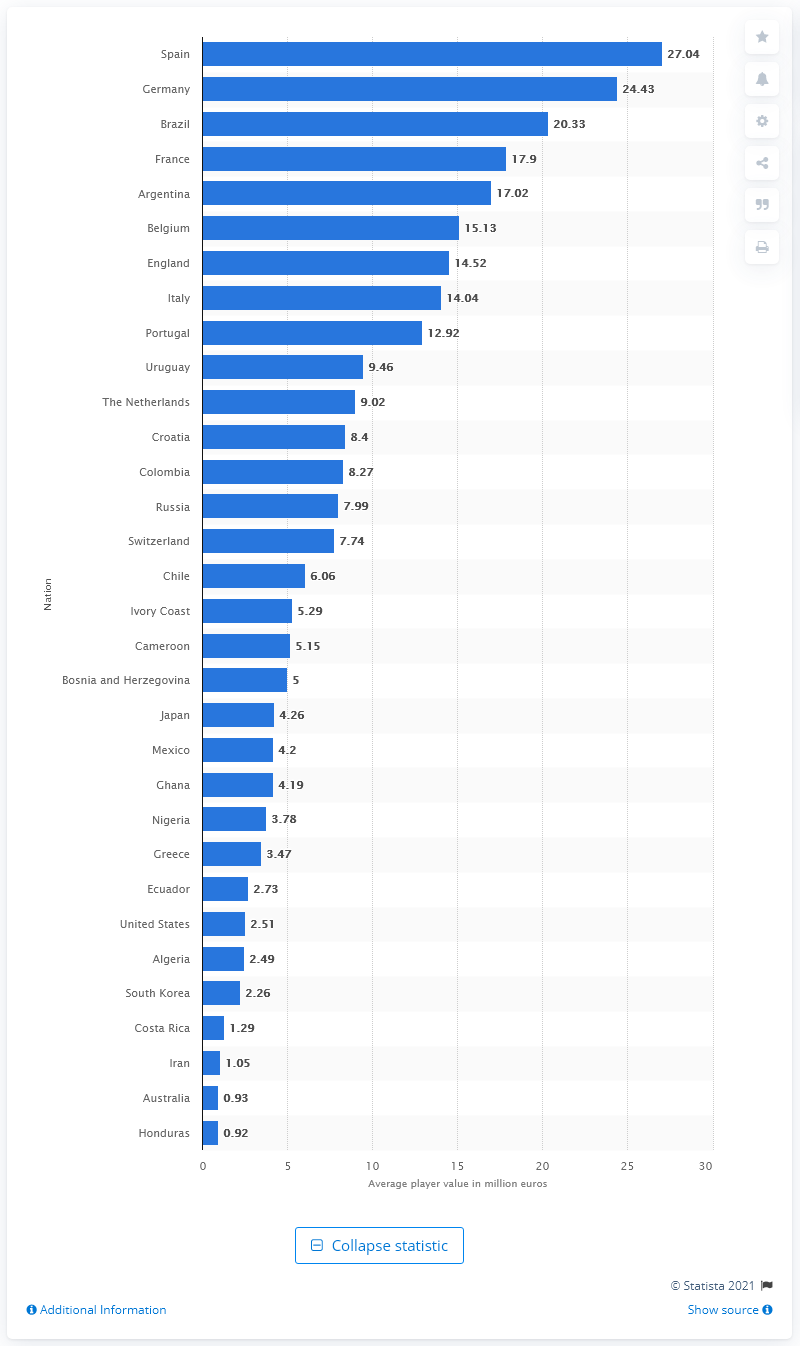 Spain 27.04
Germany 24.43
Brazil 20.33
France 17.9
Argentina 17.02
Belgium 15.13
England 14.52
Italy 14.04
Portugal 12.92
Uruguay 9.46
The Netherlands 9.02
Croatia 8.4
Colombia 8.27
Russia 7.99
Switzerland 7.74
Chile 6.06
Nation
Ivory Coast 5.29
Cameroon 5.15
Bosnia and Herzegovina 5
Japan 4.26
Mexico 4.2
Ghana 4.19
Nigeria 3.78
Greece 3.47
Ecuador 2.73
United States 2.51
Algeria 2.49
South Korea 2.26
Costa Rica 1.29
Iran 1.05
Australia 0.93
Honduras 0.92
0 5 10 15 20 25 30
Average player value in million euros
Collapse statistic
© Statista 2021
Additional Information Show source